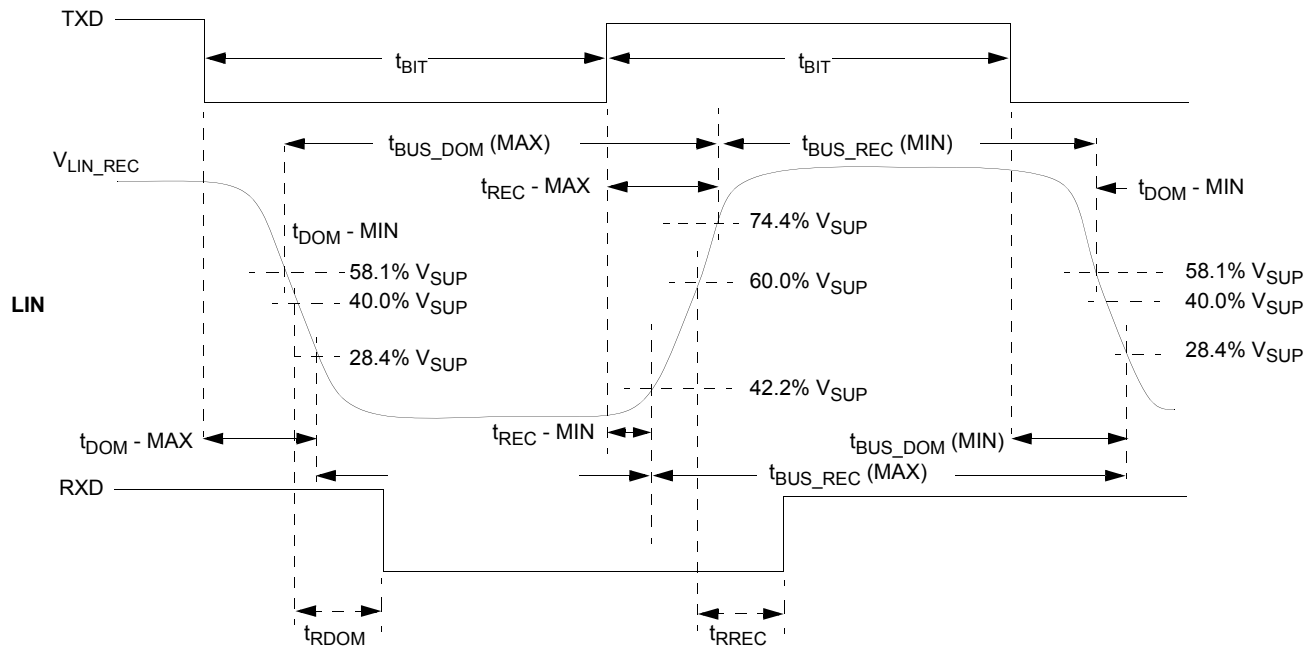 TXD
tBIT
tBIT
tBUS_DOM (MAX)
tBUS_REC (MIN)
VLIN_REC
tREC - MAX
tDOM - MIN
74.4% VSUP
tDOM - MIN
58.1% VSUP
60.0% VSUP
58.1% VSUP
LIN
40.0% VSUP
40.0% VSUP
28.4% VSUP
28.4% VSUP
42.2% VSUP
tDOM - MAX
tREC - MIN
tBUS_DOM (MIN)
tBUS_REC (MAX)
RXD
tRDOM
tRREC